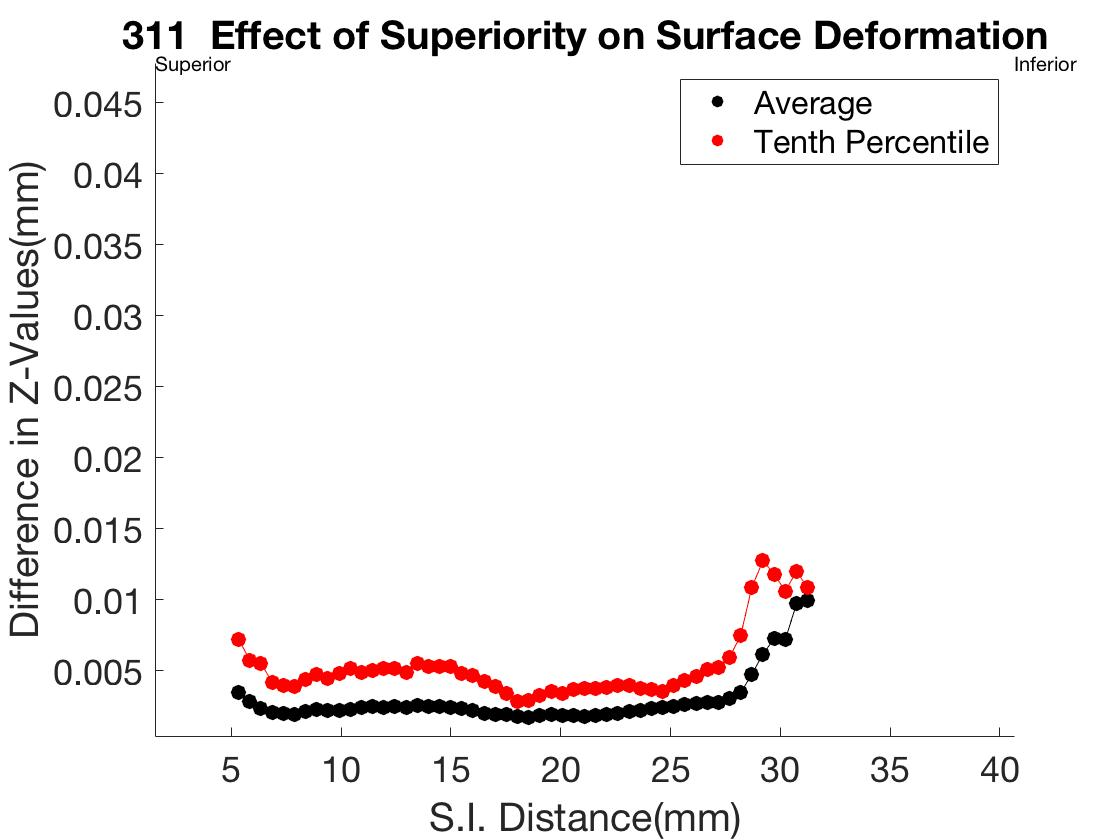 311  Effect of Superiority on Surface Deformation
Superior
Inferior
Average
Tenth Percentile
Difference in Z-Values(mm)
0.045
0.04
0.035
0.03
0.025
0.02
0.015
0.01
0.005
5 10 15 20 25 30 35 40
S.I. Distance(mm)